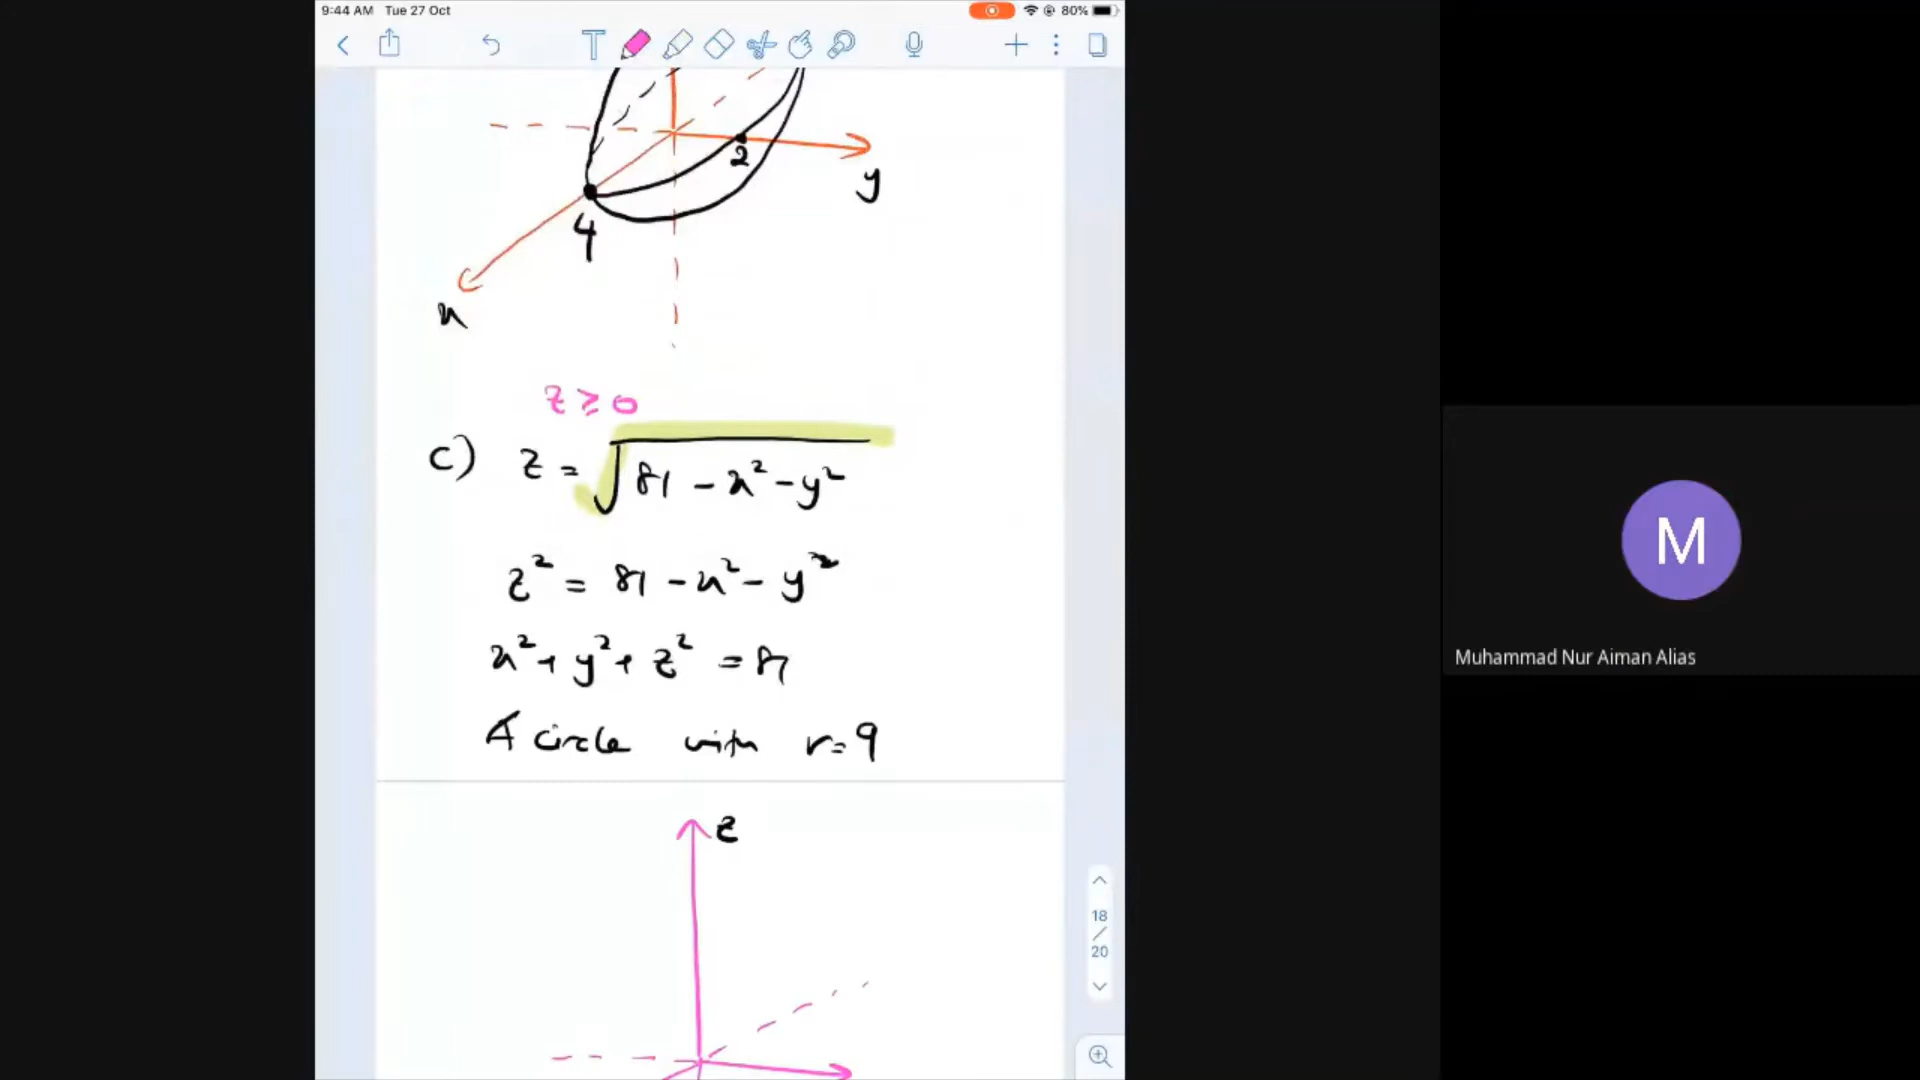 9:44 AM Tue 27 Oct
80%
T
2
y
4
x
z ≥ 0
c) z = √81 - x² - y²
z² = 81 - x² - y²
x² + y² + z² = 81
A circle with r = 9
z
18
/
20
M
Muhammad Nur Aiman Alias